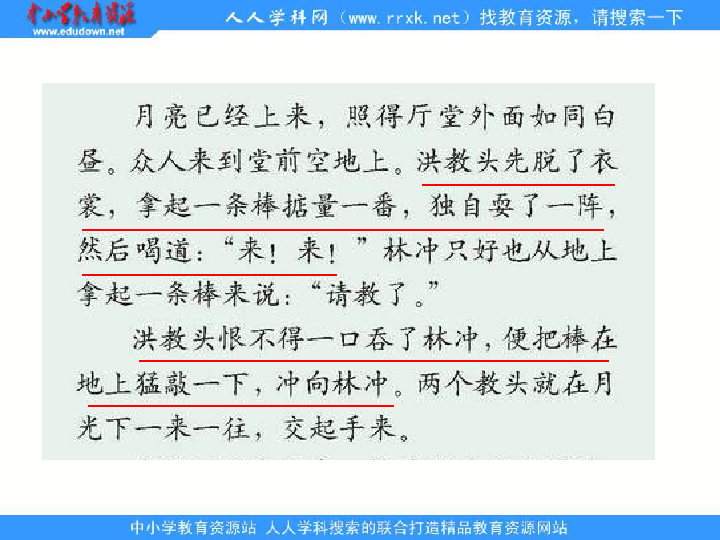 中小学教育资源
www.edudown.net
人人学科网（www.rrxk.net）找教育资源，请搜索一下
月亮已经上来，照得厅堂外面如同白
昼。众人来到堂前空地上。洪教头先脱了衣
裳，拿起一条棒掂量一番，独自耍了一阵，
然后喝道：“来！来！”林冲只好也从地上
拿起一条棒来说：“请教了。”
洪教头恨不得一口吞了林冲，便把棒在
地上猛敲一下，冲向林冲。两个教头就在月
光下一来一往，交起手来。
中小学教育资源站 人人学科搜索的联合打造精品教育资源网站